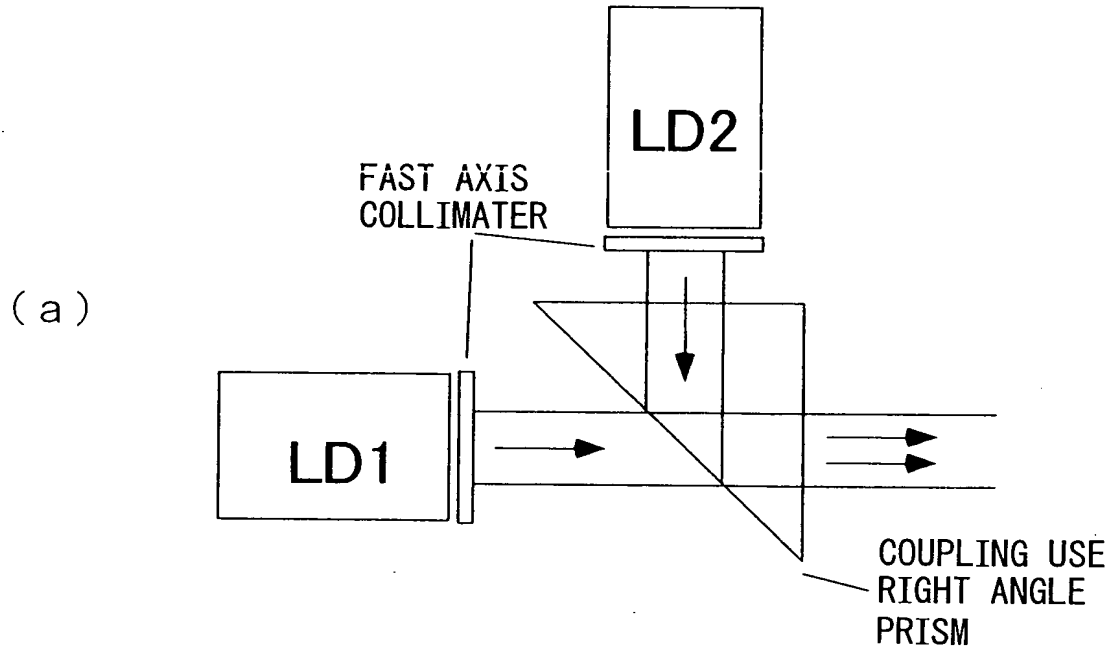 LD2
FAST AXIS
COLLIMATER
(a)
LD1
COUPLING USE
RIGHT ANGLE
PRISM